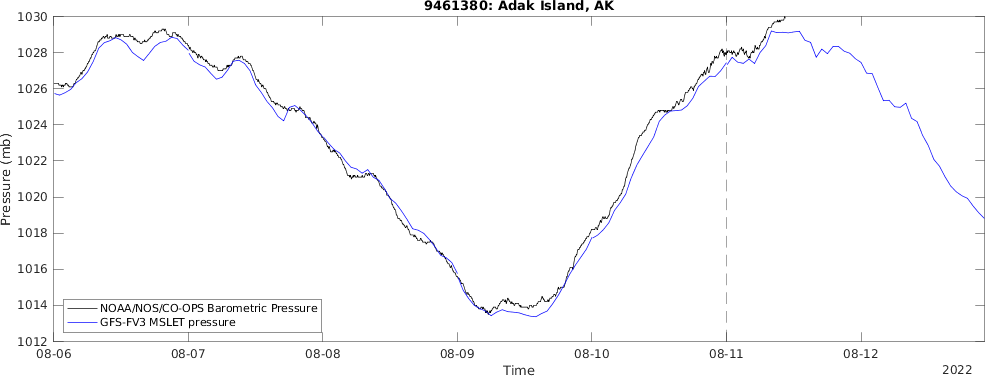 9461380: Adak Island, AK
1030
1028
1026
1024
1022
1020
1018
1016
1014
1012
Pressure (mb)
NOAA/NOS/CO-OPS Barometric Pressure
GFS-FV3 MSLET pressure
08-06 08-07 08-08 08-09 08-10 08-11 08-12
Time
2022